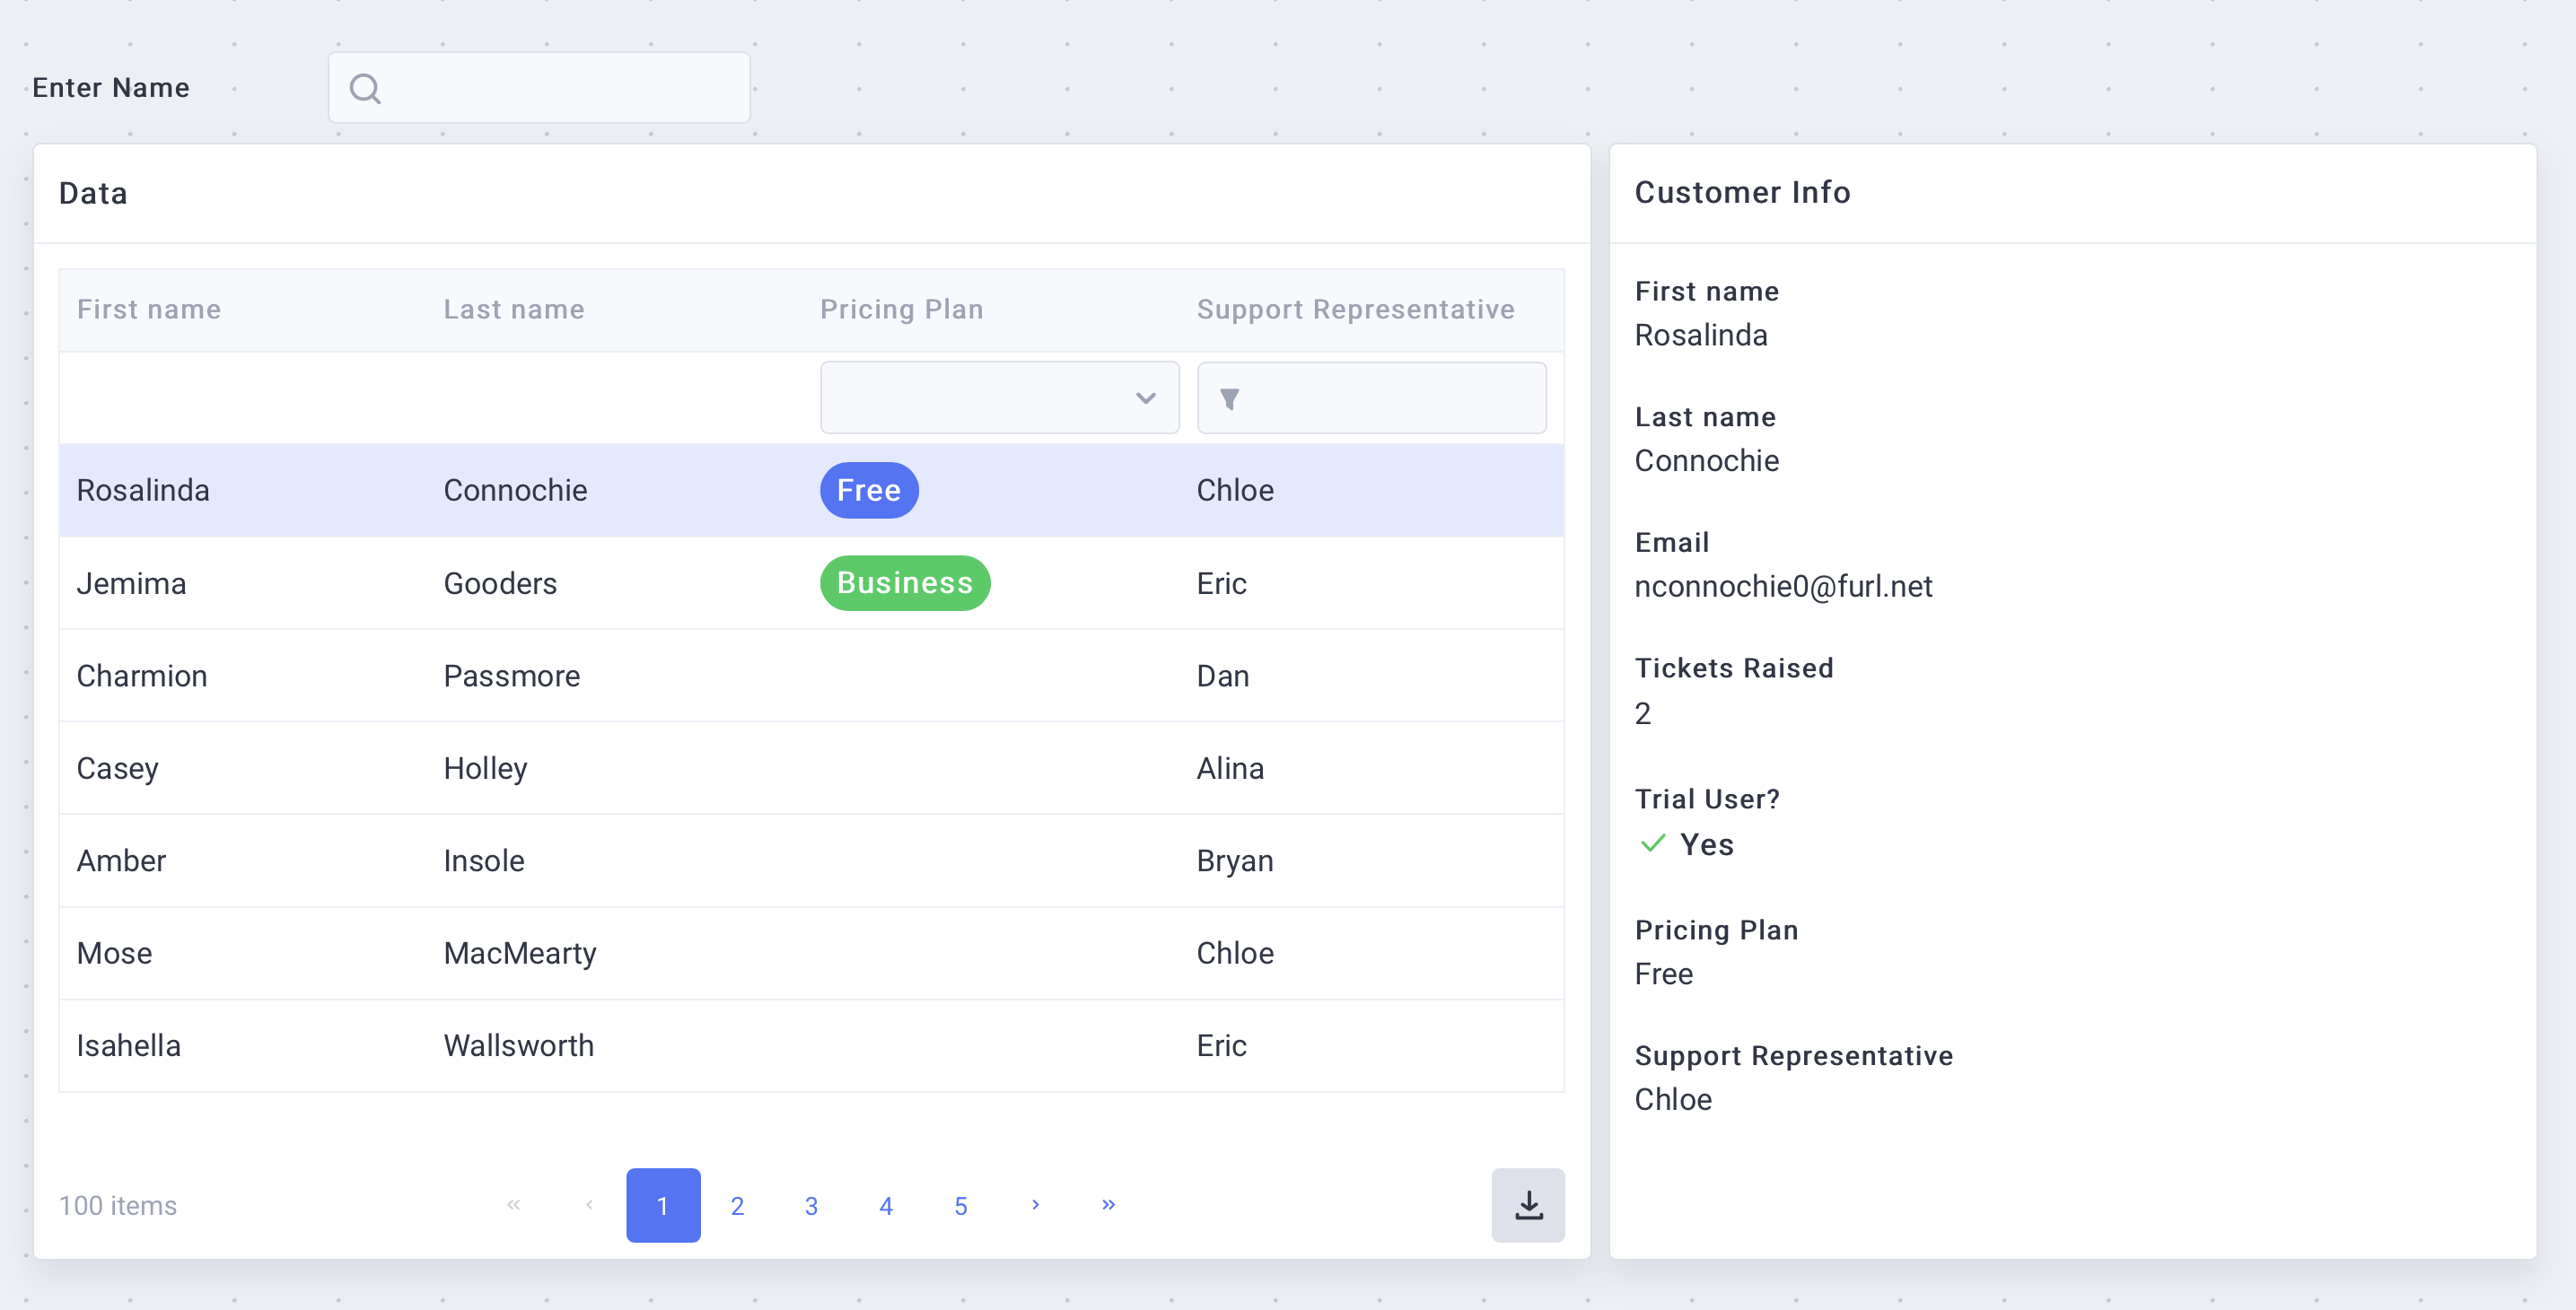 Enter Name
Data
First name Last name Pricing Plan Support Representative
Rosalinda Connochie Free Chloe
Jemima Gooders Business Eric
Charmion Passmore Dan
Casey Holley Alina
Amber Insole Bryan
Mose MacMearty Chloe
Isahella Wallsworth Eric
100 items « ‹ 1 2 3 4 5 › »
Customer Info
First name
Rosalinda
Last name
Connochie
Email
nconnochie0@furl.net
Tickets Raised
2
Trial User?
Yes
Pricing Plan
Free
Support Representative
Chloe